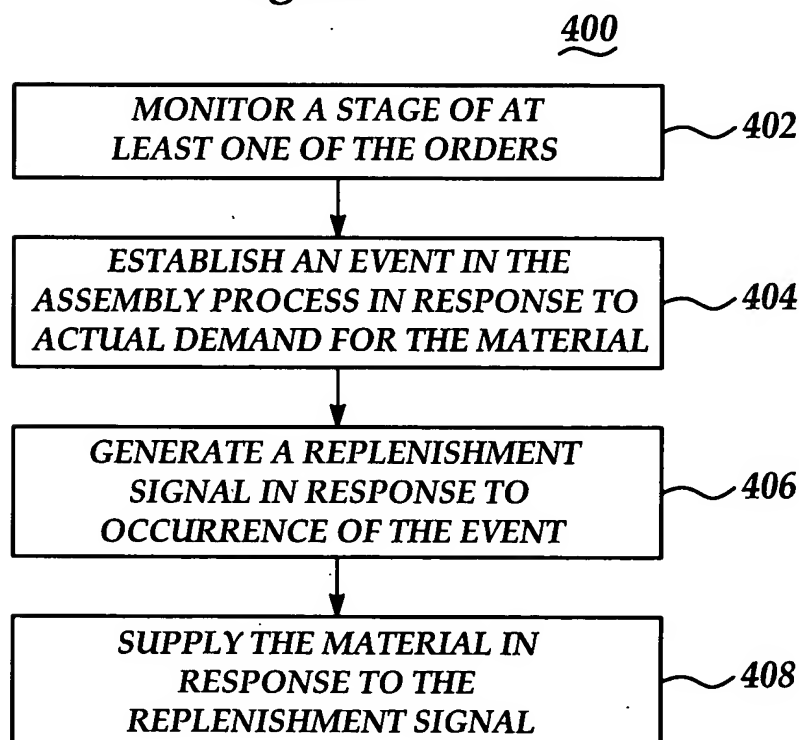 400
MONITOR A STAGE OF AT
LEAST ONE OF THE ORDERS
402
ESTABLISH AN EVENT IN THE
ASSEMBLY PROCESS IN RESPONSE TO
ACTUAL DEMAND FOR THE MATERIAL
404
GENERATE A REPLENISHMENT
SIGNAL IN RESPONSE TO
OCCURRENCE OF THE EVENT
406
SUPPLY THE MATERIAL IN
RESPONSE TO THE
REPLENISHMENT SIGNAL
408